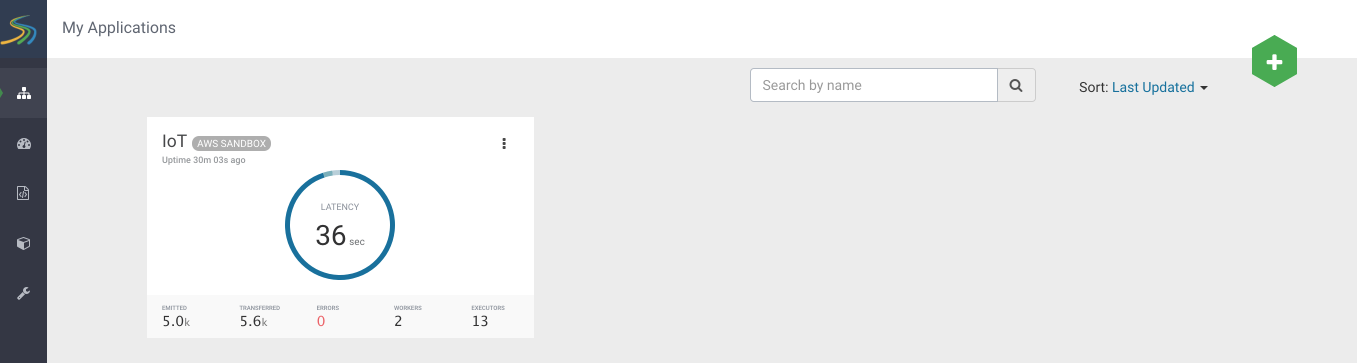 My Applications
Search by name
Sort: Last Updated
IoT AWS SANDBOX
Uptime 30m 03s ago
LATENCY
36 sec
EMITTED TRANSFERRED ERRORS WORKERS EXECUTORS
5.0k 5.6k 0 2 13